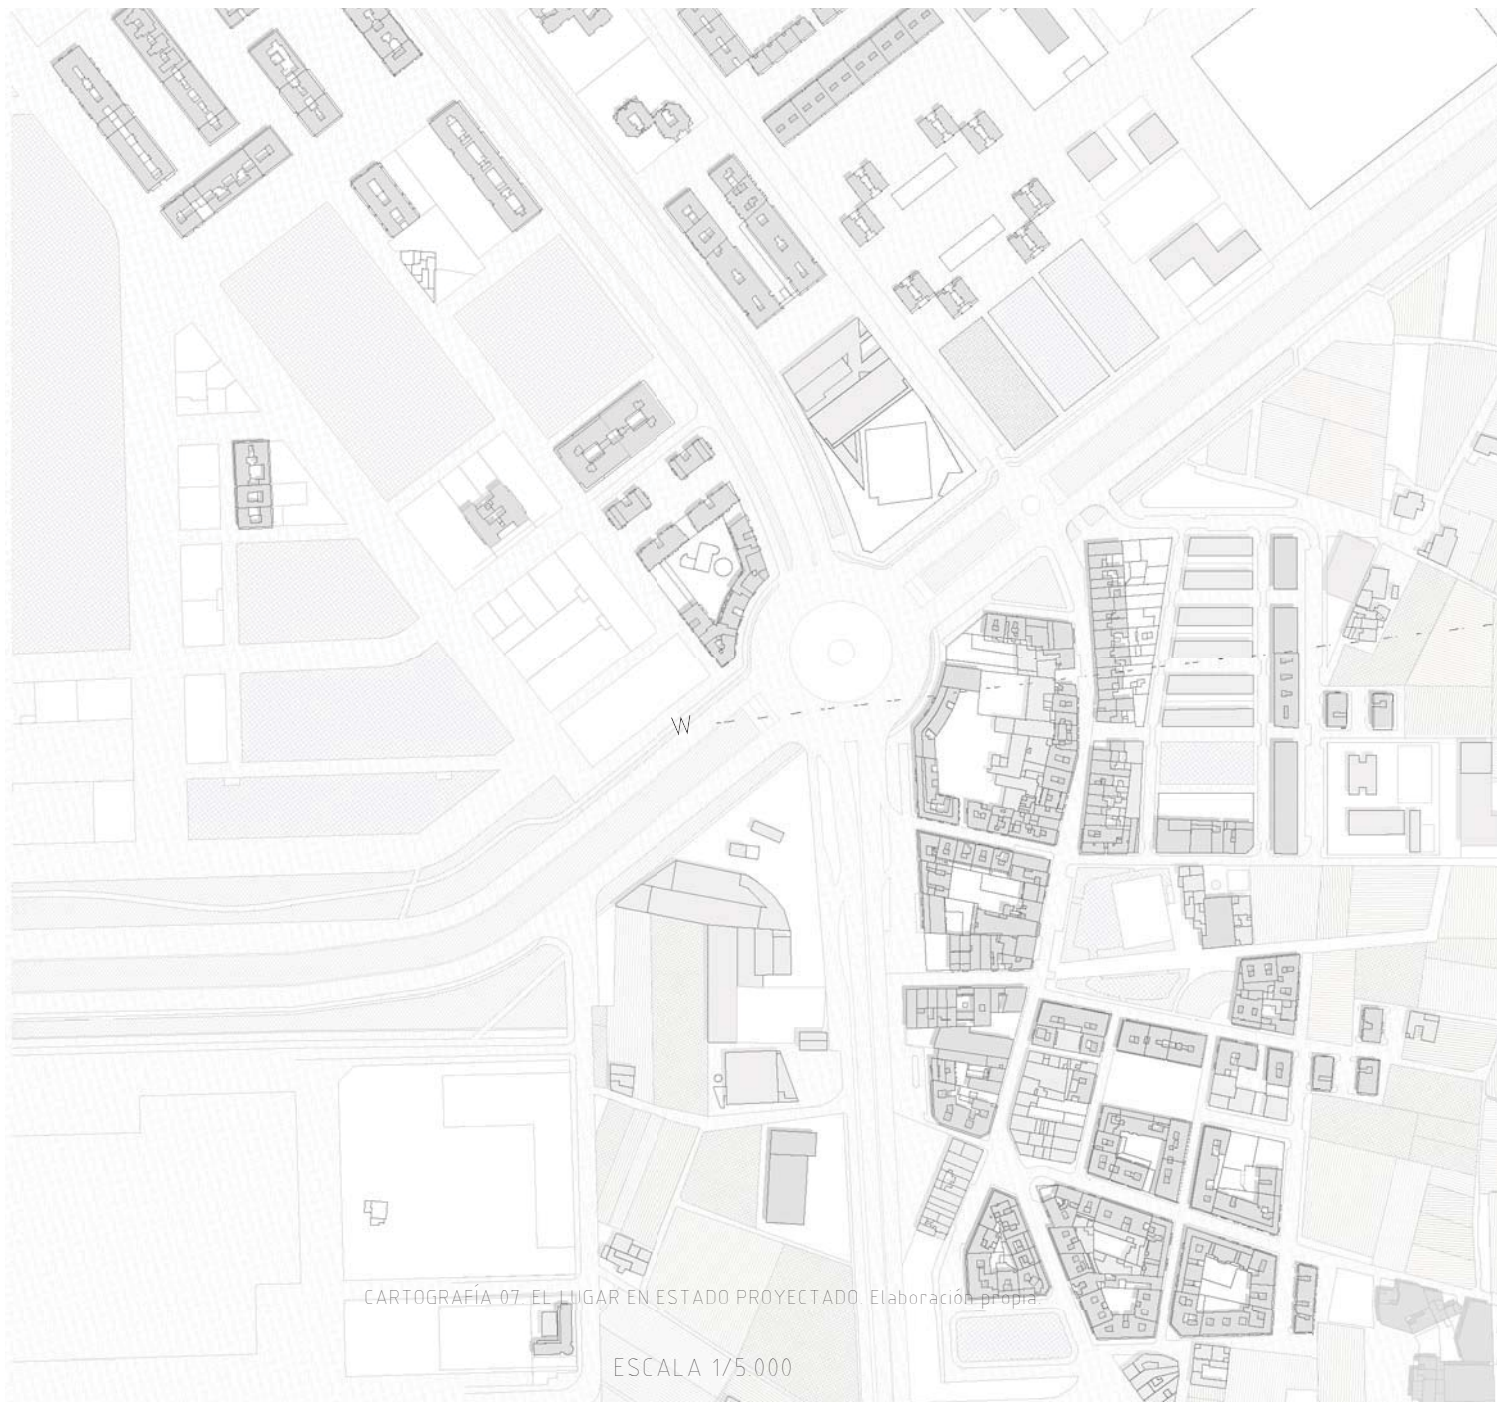 W
CARTOGRAFÍA 07. EL LUGAR EN ESTADO PROYECTADO. Elaboración propia.
ESCALA 1/5.000